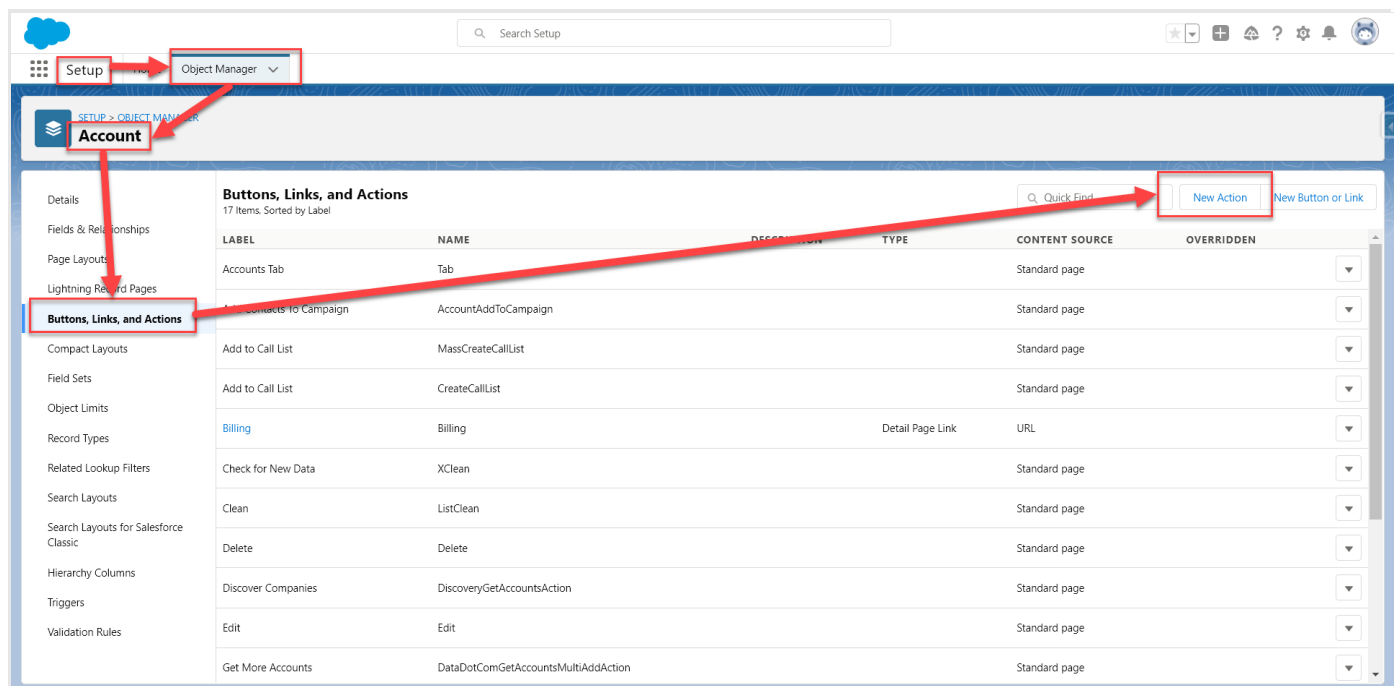 Search Setup
Setup
Object Manager
SETUP > OBJECT MANAGER
Account
Details
Fields & Relationships
Page Layouts
Lightning Record Pages
Buttons, Links, and Actions
Compact Layouts
Field Sets
Object Limits
Record Types
Related Lookup Filters
Search Layouts
Search Layouts for Salesforce
Classic
Hierarchy Columns
Triggers
Validation Rules
Buttons, Links, and Actions
17 Items, Sorted by Label
Quick Find
New Action
New Button or Link
LABEL NAME DESCRIPTION TYPE CONTENT SOURCE OVERRIDDEN
Accounts Tab Tab Standard page
Add Contacts To Campaign AccountAddToCampaign Standard page
Add to Call List MassCreateCallList Standard page
Add to Call List CreateCallList Standard page
Billing Billing Detail Page Link URL
Check for New Data XClean Standard page
Clean ListClean Standard page
Delete Delete Standard page
Discover Companies DiscoveryGetAccountsAction Standard page
Edit Edit Standard page
Get More Accounts DataDotComGetAccountsMultiAddAction Standard page